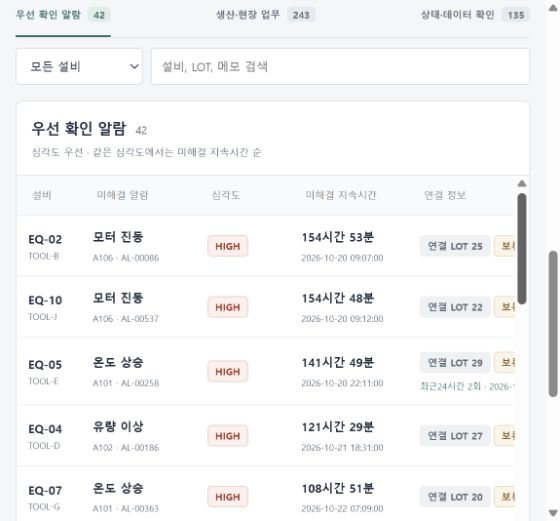 우선 확인 알람 42 생산·현장 업무 243 상태·데이터 확인 135
모든 설비 설비, LOT, 메모 검색
우선 확인 알람 42
심각도 우선 · 같은 심각도에서는 미해결 지속시간 순
설비 미해결 알람 심각도 미해결 지속시간 연결 정보
EQ-02 모터 진동 HIGH 154시간 53분 연결 LOT 25
TOOL-B A106 · AL-00086 2026-10-20 09:07:00
EQ-10 모터 진동 HIGH 154시간 48분 연결 LOT 22
TOOL-J A106 · AL-00537 2026-10-20 09:12:00
EQ-05 온도 상승 HIGH 141시간 49분 연결 LOT 29
TOOL-E A101 · AL-00258 2026-10-20 22:11:00 최근24시간 2회 · 2026-
EQ-04 유량 이상 HIGH 121시간 29분 연결 LOT 27
TOOL-D A102 · AL-00186 2026-10-21 18:31:00
EQ-07 온도 상승 HIGH 108시간 51분 연결 LOT 20
TOOL-G A101 · AL-00363 2026-10-22 07:09:00